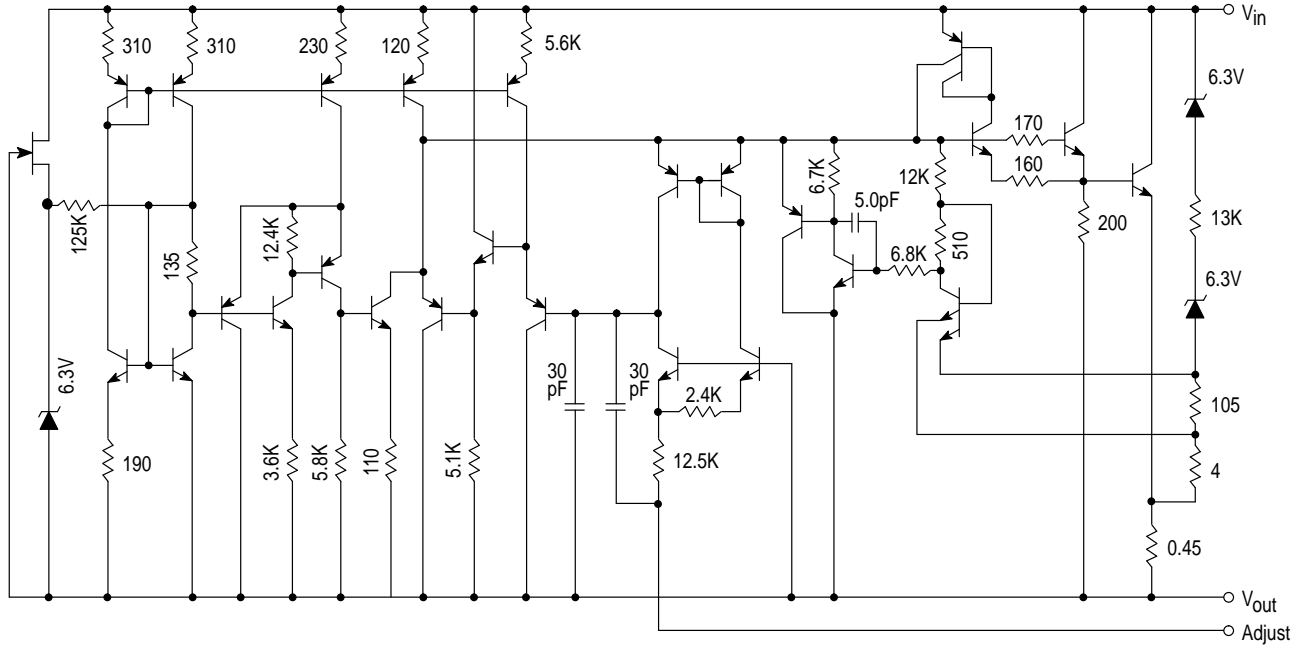 V_in
310
310
230
120
5.6K
6.3V
170
6.7K
12K
160
5.0pF
13K
125K
12.4K
200
510
6.8K
135
6.3V
6.3V
30
pF
30
pF
2.4K
105
190
3.6K
5.8K
110
5.1K
12.5K
4
0.45
V_out
Adjust